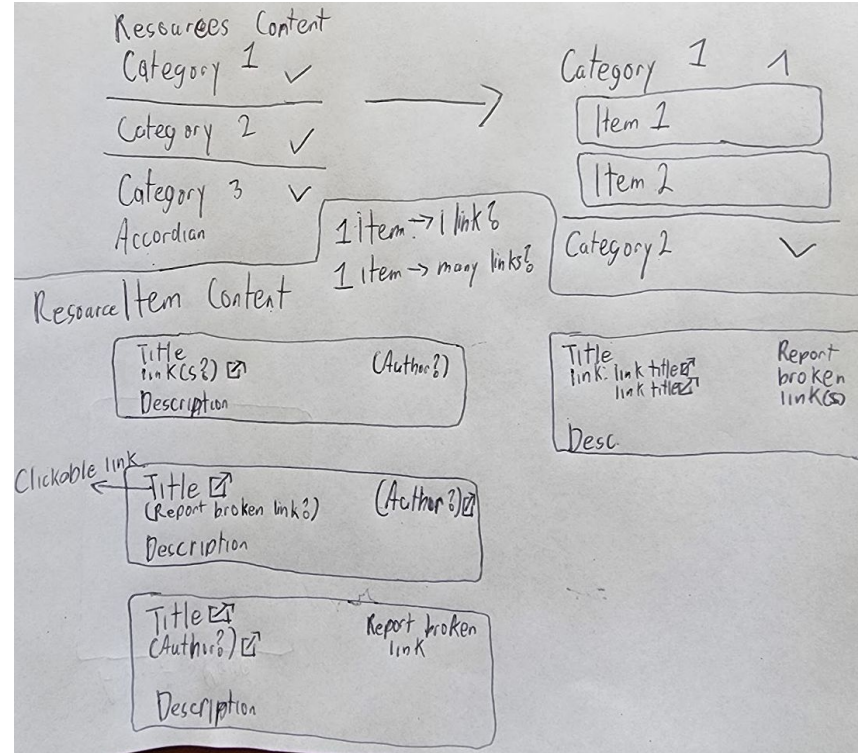 Resources Content
Category 1
Category 2
Category 3
Accordian
Category 1
Item 1
Item 2
Category 2
1 item → 1 link?
1 item → many links?
Resource Item Content
Title
link(s?) (Author?)
Description
Title Report
link: link title broken
link title link(s)
Desc.
Clickable link
Title (Author?)
(Report broken link?)
Description
Title Report broken
(Author?) link
Description